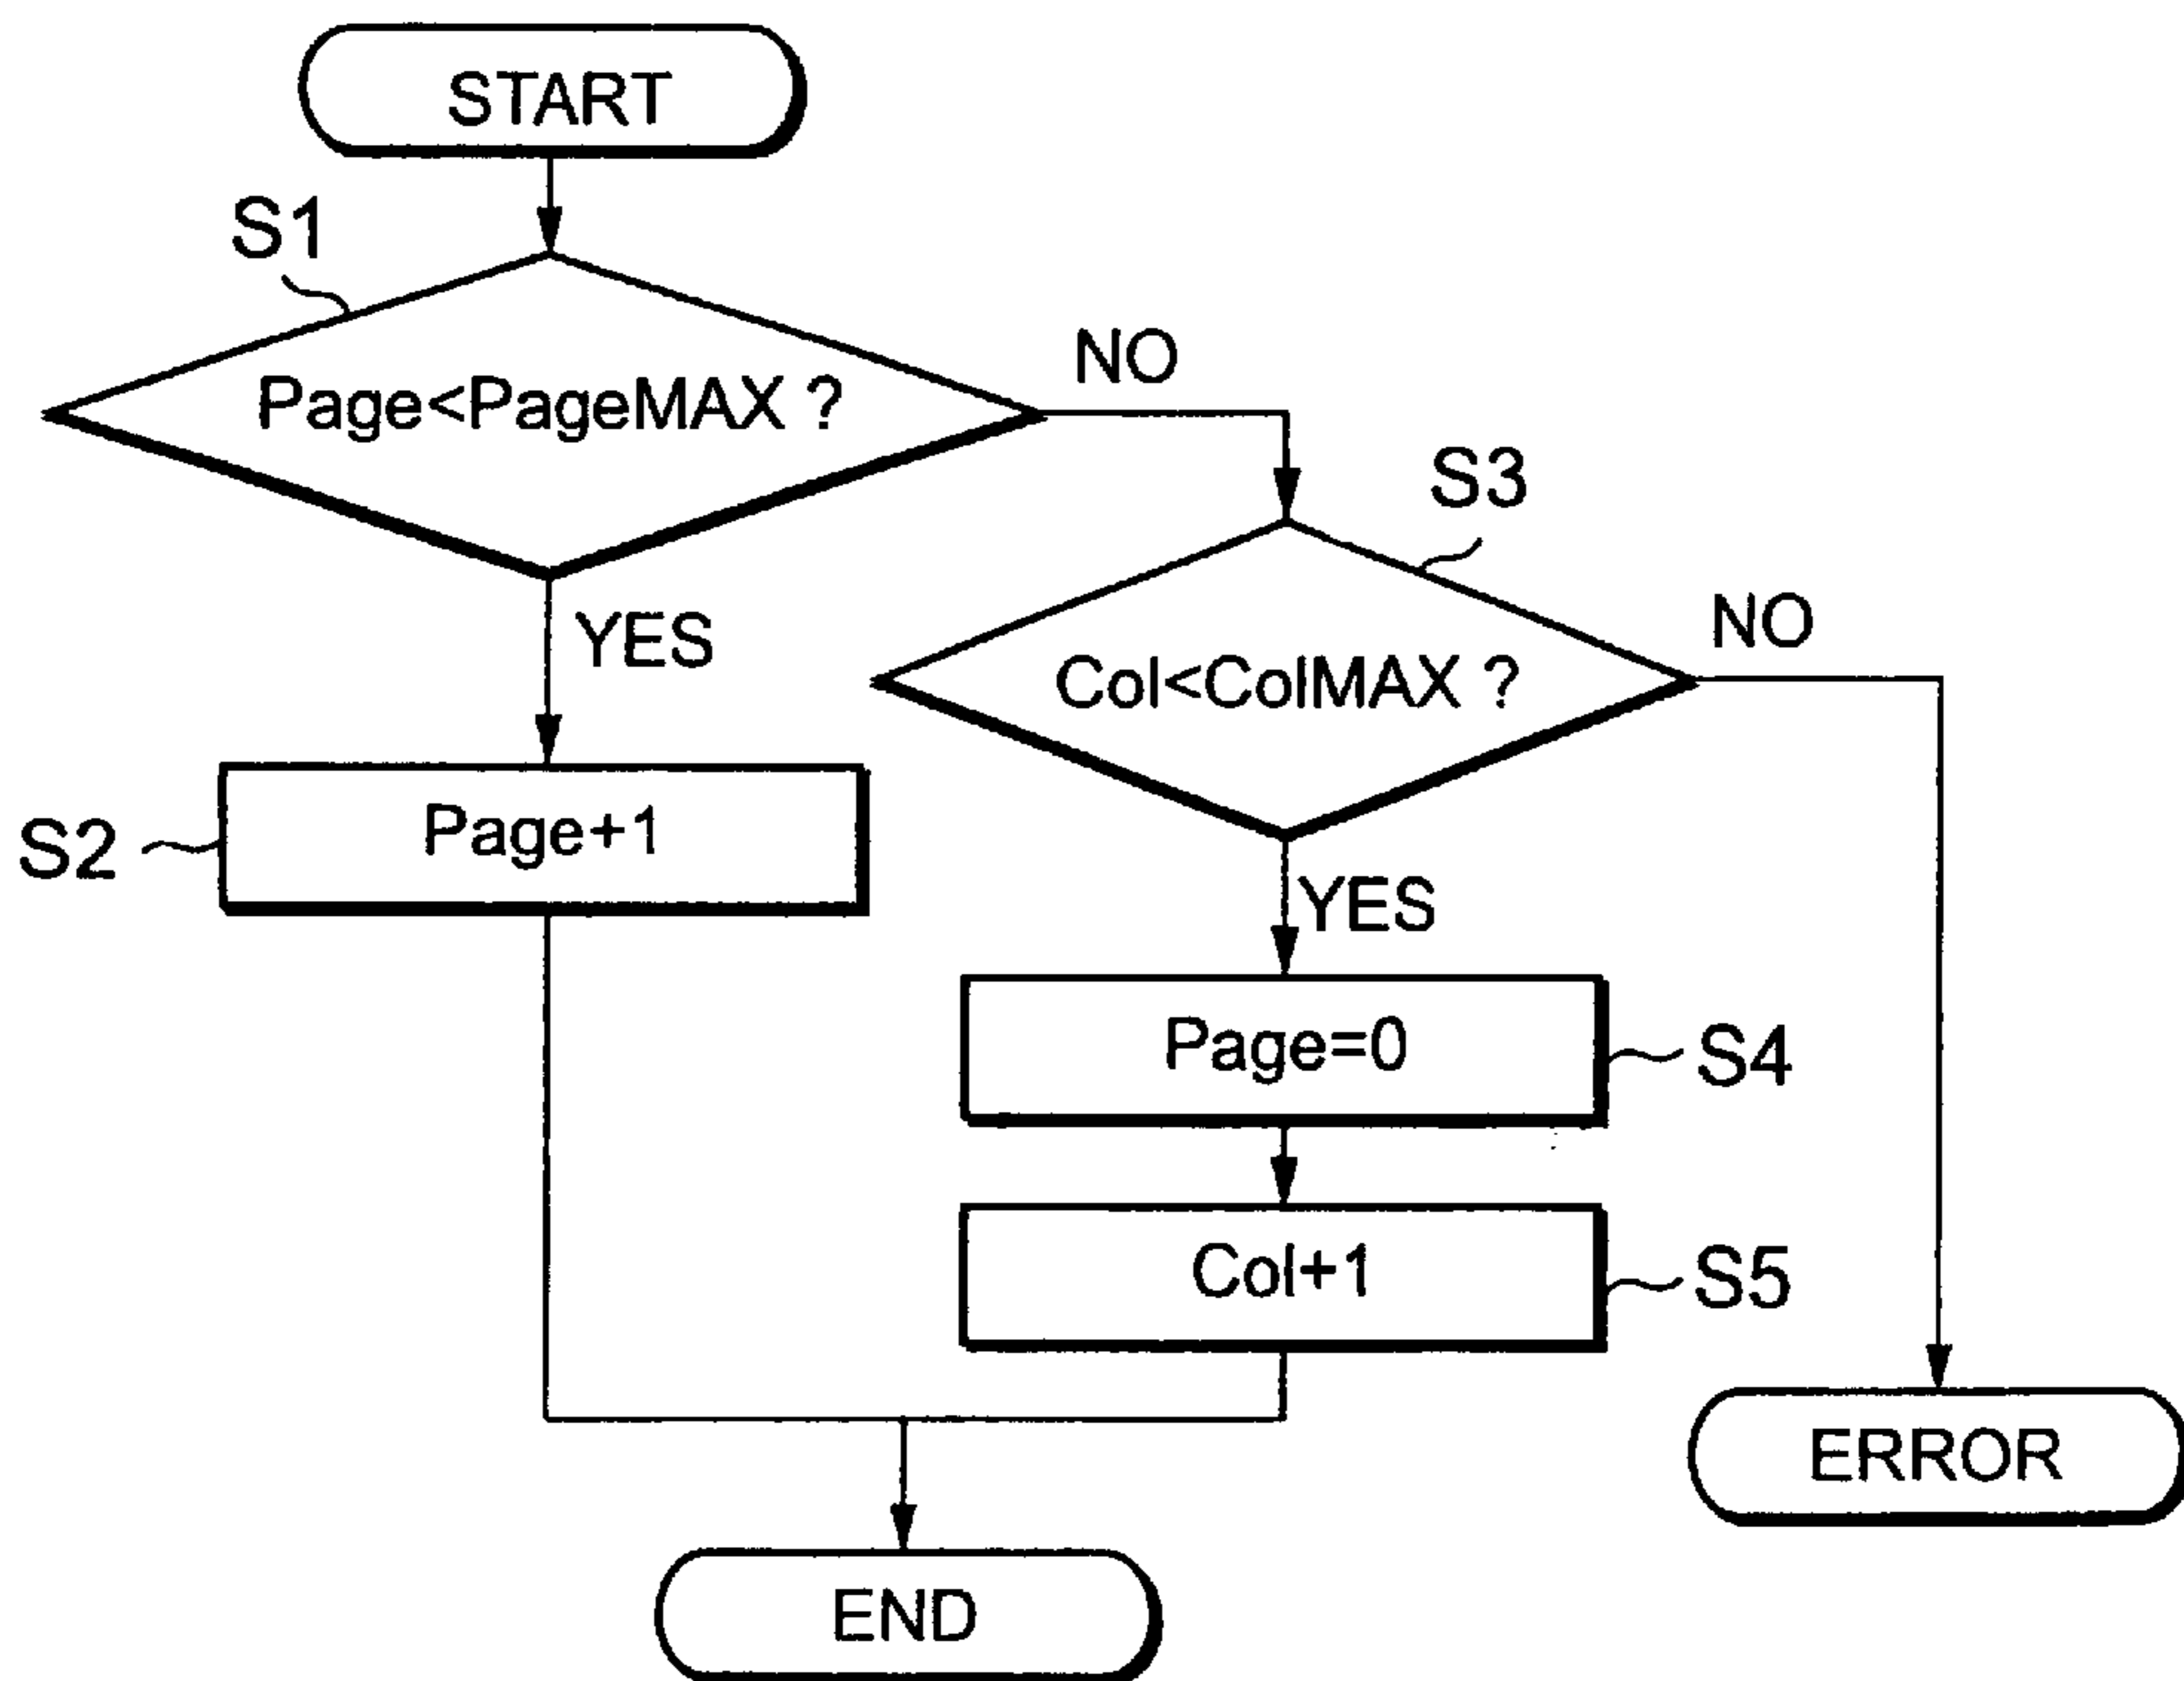 START
S1
Page<PageMAX ?
NO
S3
YES
NO
Col<ColMAX ?
S2
Page+1
YES
Page=0
S4
Col+1
S5
ERROR
END